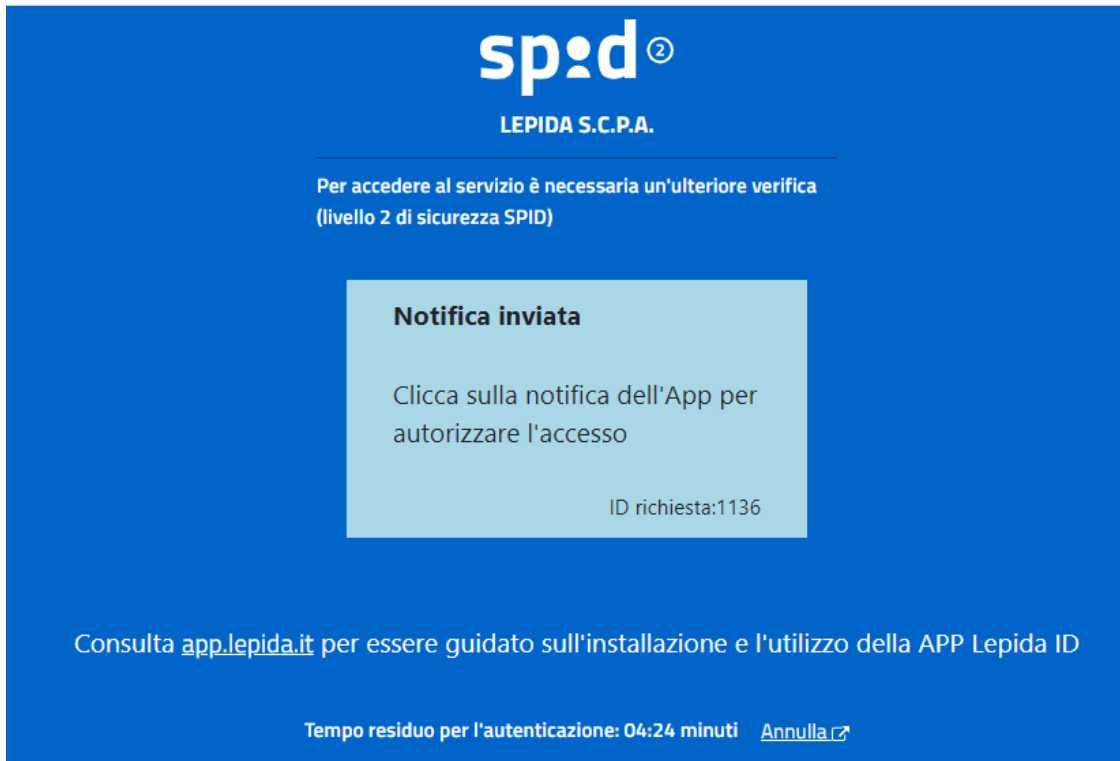 spid 2
LEPIDA S.C.P.A.
Per accedere al servizio è necessaria un'ulteriore verifica
(livello 2 di sicurezza SPID)
Notifica inviata
Clicca sulla notifica dell'App per
autorizzare l'accesso
ID richiesta:1136
Consulta app.lepida.it per essere guidato sull'installazione e l'utilizzo della APP Lepida ID
Tempo residuo per l'autenticazione: 04:24 minuti Annulla